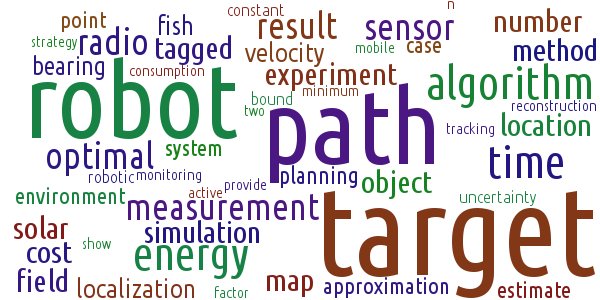 constant
n
point
fish
result
sensor
number
strategy
radio
tagged
mobile
case
method
bearing
velocity
consumption
experiment
algorithm
robot
minimum
bound
two
path
reconstruction
location
tracking
optimal
system
time
robotic
monitoring
planning
object
environment
active
provide
uncertainty
measurement
target
solar
simulation
cost
show
energy
field
localization
map
approximation
factor
estimate